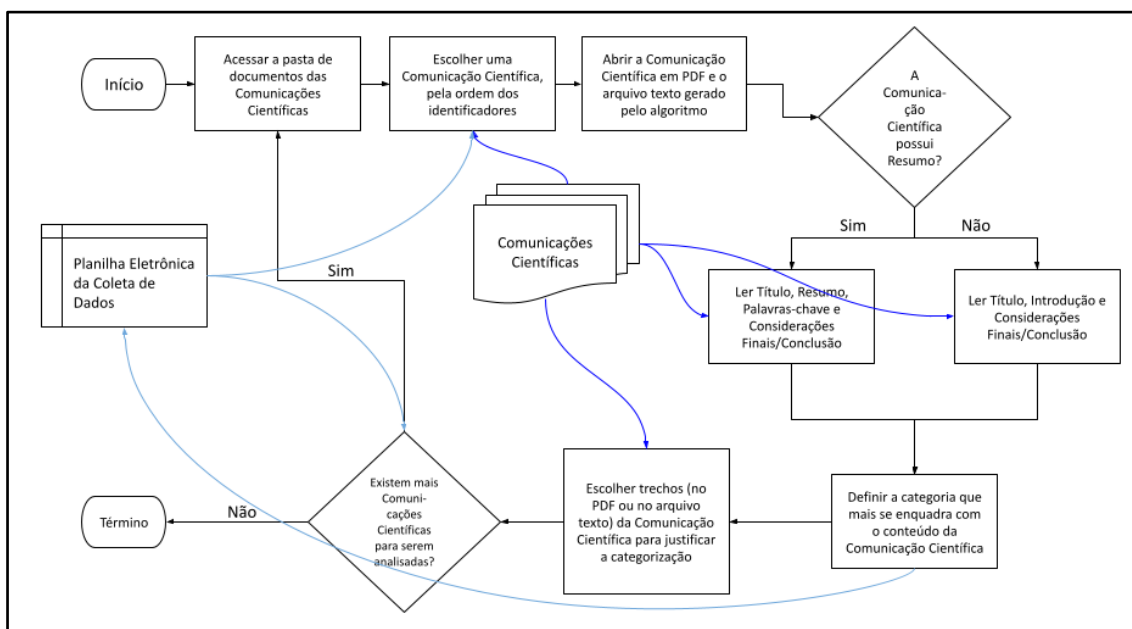 Início
Acessar a pasta de
documentos das
Comunicações
Científicas
Escolher uma
Comunicação Científica,
pela ordem dos
identificadores
Abrir a Comunicação
Científica em PDF e o
arquivo texto gerado
pelo algoritmo
A
Comunica-
ção
Científica
possui
Resumo?
Sim
Não
Planilha Eletrônica
da Coleta de
Dados
Sim
Comunicações
Científicas
Ler Título, Resumo,
Palavras-chave e
Considerações
Finais/Conclusão
Ler Título, Introdução e
Considerações
Finais/Conclusão
Término
Não
Existem mais
Comuni-
cações
Científicas
para serem
analisadas?
Escolher trechos (no
PDF ou no arquivo
texto) da Comunicação
Científica para justificar
a categorização
Definir a categoria que
mais se enquadra com
o conteúdo da
Comunicação Científica